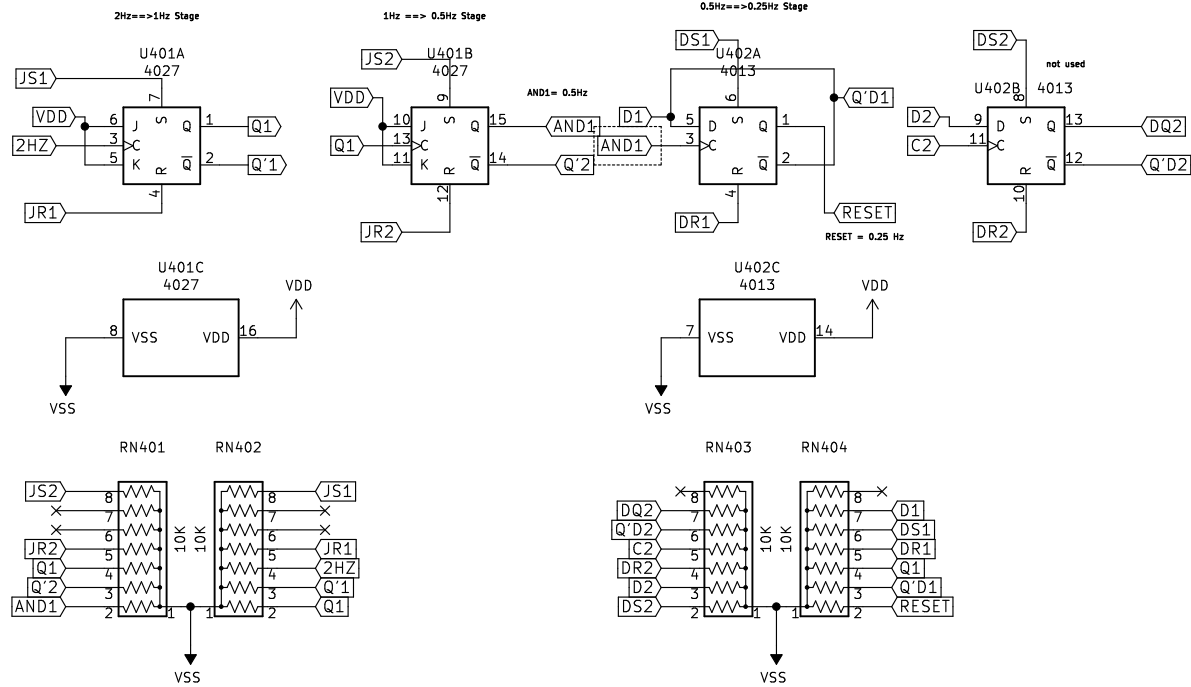 2Hz==>1Hz Stage
1Hz ==> 0.5Hz Stage
0.5Hz==>0.25Hz Stage
not used
AND1= 0.5Hz
RESET = 0.25 Hz
U401A
4027
JS1
VDD
2HZ
JR1
7
6
3
5
4
J
C
K
S
R
Q
Q
1
2
Q1
Q'1
U401B
4027
JS2
VDD
Q1
JR2
9
10
13
11
12
J
C
K
S
R
Q
Q
15
14
AND1
Q'2
U402A
4013
DS1
D1
AND1
DR1
6
5
3
4
D
C
S
R
Q
Q
1
2
Q'D1
RESET
U402B 4013
DS2
D2
C2
DR2
8
9
11
10
D
C
S
R
Q
Q
13
12
DQ2
Q'D2
U401C
4027
8 VSS VDD 16
VDD
VSS
U402C
4013
7 VSS VDD 14
VDD
VSS
RN401 RN402
JS2 8 8 JS1
7 7
6 6
JR2 5 5 JR1
Q1 4 4 2HZ
Q'2 3 3 Q'1
AND1 2 1 1 2 Q1
10K 10K
VSS
RN403 RN404
8 8
DQ2 7 7 D1
Q'D2 6 6 DS1
C2 5 5 DR1
DR2 4 4 Q1
D2 3 3 Q'D1
DS2 2 1 1 2 RESET
10K 10K
VSS